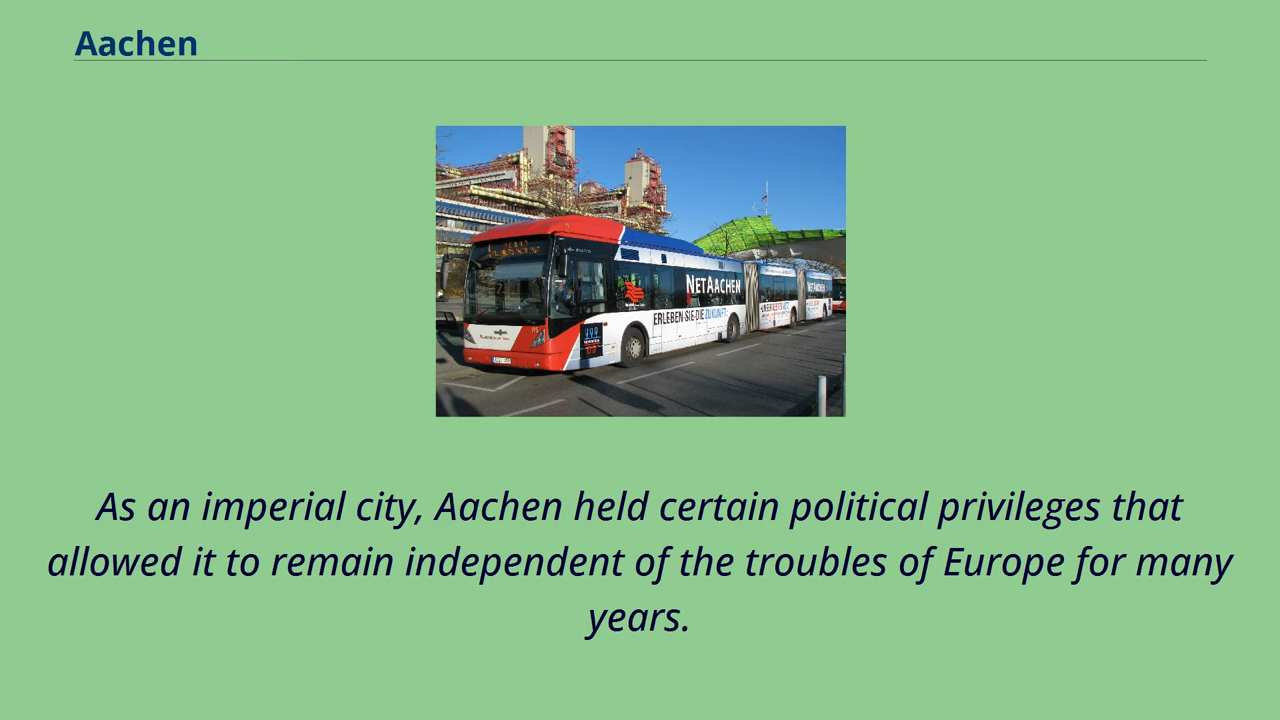 Aachen
NETAACHEN
ERLEBEN·SIE·DIE ZUKUNFT:
NETAACHEN
As an imperial city, Aachen held certain political privileges that
allowed it to remain independent of the troubles of Europe for many
years.